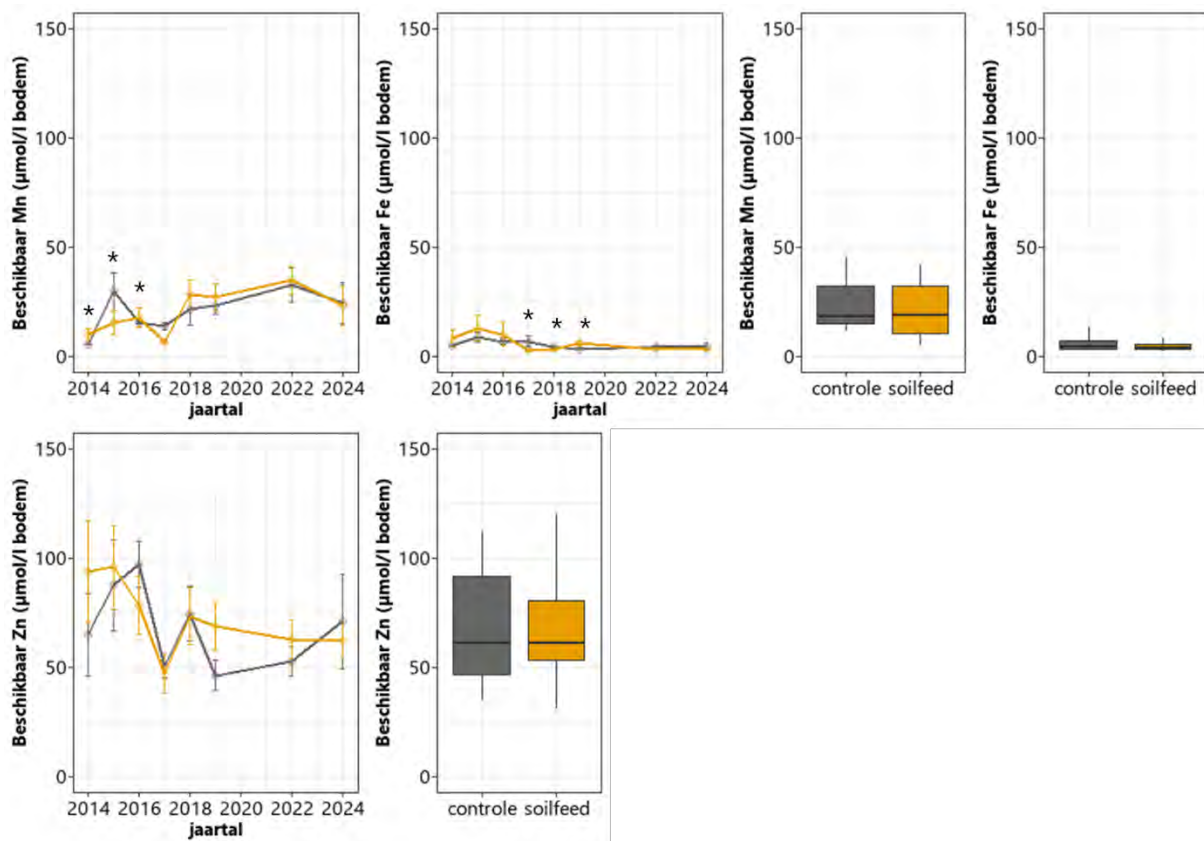 Beschikbaar Mn (µmol/l bodem)
150
100
50
0
*
*
*
2014 2016 2018 2020 2022 2024
jaartal
Beschikbaar Fe (µmol/l bodem)
150
100
50
0
* * *
2014 2016 2018 2020 2022 2024
jaartal
Beschikbaar Mn (µmol/l bodem)
150
100
50
0
controle soilfeed
Beschikbaar Fe (µmol/l bodem)
150
100
50
0
controle soilfeed
Beschikbaar Zn (µmol/l bodem)
150
100
50
0
2014 2016 2018 2020 2022 2024
jaartal
Beschikbaar Zn (µmol/l bodem)
150
100
50
0
controle soilfeed